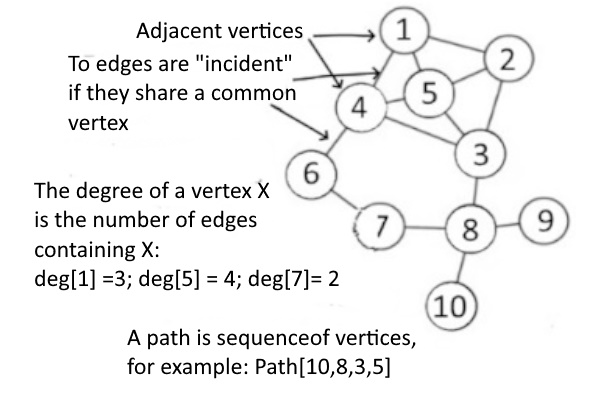 Adjacent vertices
To edges are "incident"
if they share a common
vertex
1
2
5
4
3
6
7
8
9
10
The degree of a vertex X
is the number of edges
containing X:
deg[1] =3; deg[5] = 4; deg[7]= 2
A path is sequenceof vertices,
for example: Path[10,8,3,5]